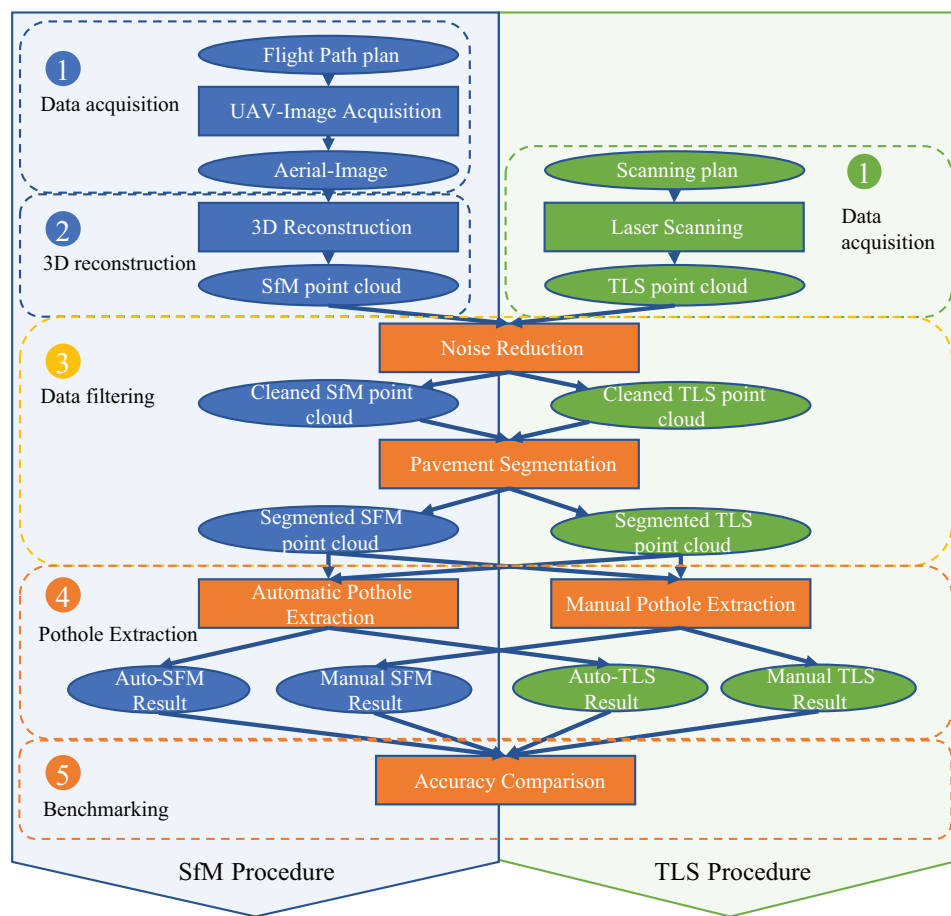 1
Data acquisition
Flight Path plan
UAV-Image Acquisition
Aerial-Image
Scanning plan
1
Data
acquisition
2
3D reconstruction
3D Reconstruction
Laser Scanning
SfM point cloud
TLS point cloud
3
Data filtering
Noise Reduction
Cleaned SfM point
cloud
Cleaned TLS point
cloud
Pavement Segmentation
Segmented SFM
point cloud
Segmented TLS
point cloud
4
Pothole Extraction
Automatic Pothole
Extraction
Manual Pothole Extraction
Auto-SFM
Result
Manual SFM
Result
Auto-TLS
Result
Manual TLS
Result
5
Benchmarking
Accuracy Comparison
SfM Procedure
TLS Procedure